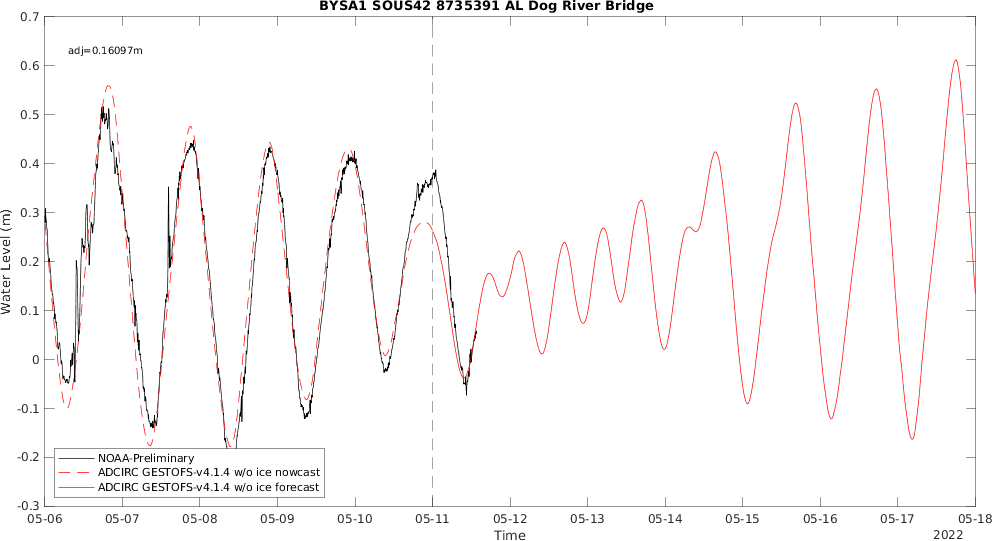 BYSA1 SOUS42 8735391 AL Dog River Bridge
adj=0.16097m
0.7
0.6
0.5
0.4
0.3
0.2
0.1
0
-0.1
-0.2
-0.3
Water Level (m)
NOAA-Preliminary
ADCIRC GESTOFS-v4.1.4 w/o ice nowcast
ADCIRC GESTOFS-v4.1.4 w/o ice forecast
05-06 05-07 05-08 05-09 05-10 05-11 05-12 05-13 05-14 05-15 05-16 05-17 05-18
Time
2022